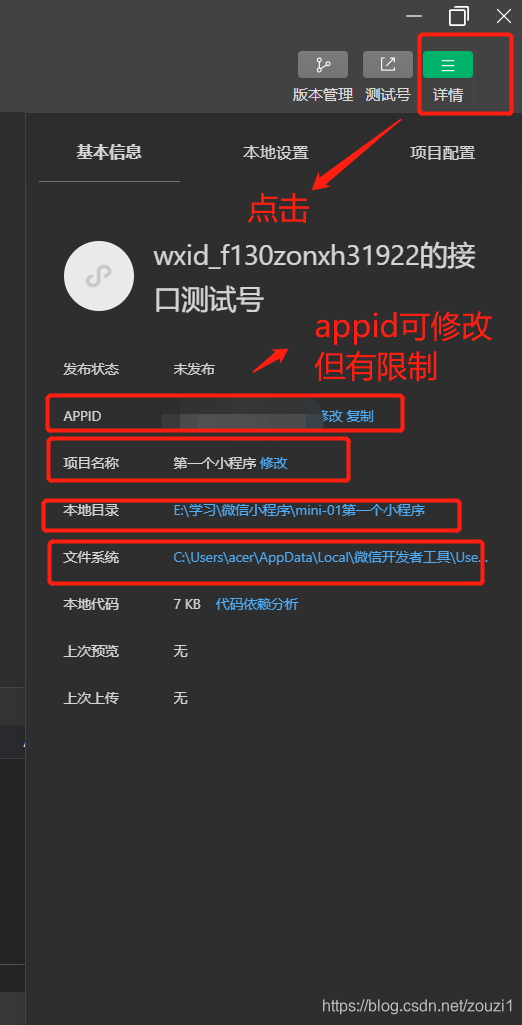 版本管理 测试号 详情
基本信息 本地设置 项目配置
点击
wxid_f130zonxh31922的接
口测试号
appid可修改
但有限制
发布状态 未发布
APPID 修改 复制
项目名称 第一个小程序 修改
本地目录 E:\学习\微信小程序\mini-01第一个小程序
文件系统 C:\Users\acer\AppData\Local\微信开发者工具\Use...
本地代码 7 KB 代码依赖分析
上次预览 无
上次上传 无
https://blog.csdn.net/zouzi1